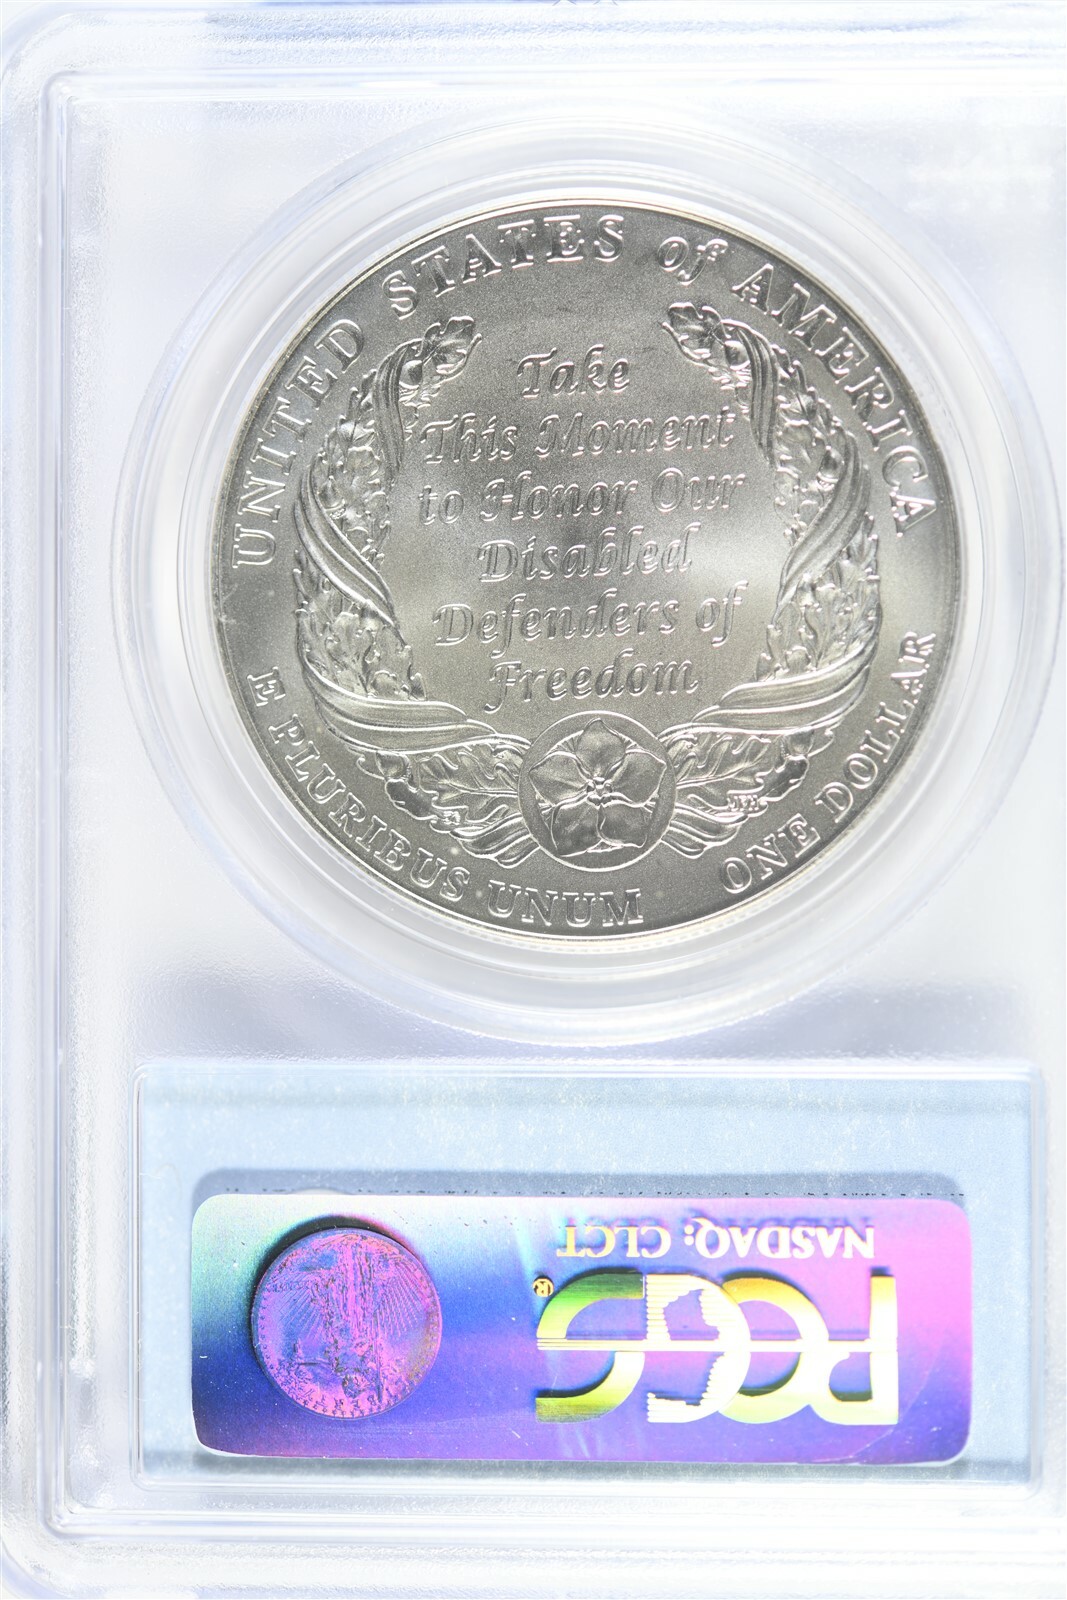 UNITED STATES of AMERICA
Take
This Moment
to Honor Our
Disabled
Defenders of
Freedom
E PLURIBUS UNUM
ONE DOLLAR
NASDAQ: CLCT
PCGS®